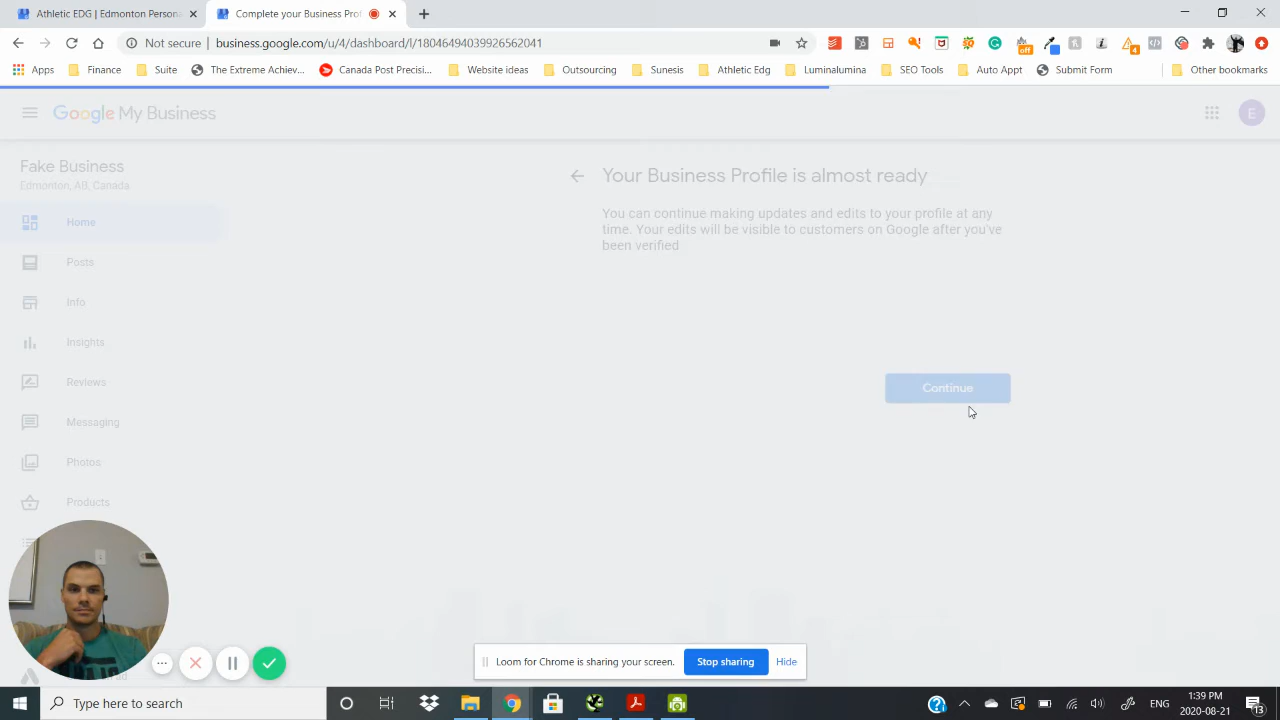 Athletic EDG | Edmonton Persona
Complete your Business Prof
Not secure | business.google.com/u/4/dashboard/l/18046494039926562041
off
4
Apps
Finance
Suite
The Extreme Achiev...
Canada Post Precisi...
Website ideas
Outsourcing
Sunesis
Athletic Edg
Luminalumina
SEO Tools
Auto Appt
Submit Form
Other bookmarks
Google My Business
E
Fake Business
Edmonton, AB, Canada
Home
Posts
Info
Insights
Reviews
Messaging
Photos
Products
Your Business Profile is almost ready
You can continue making updates and edits to your profile at any
time. Your edits will be visible to customers on Google after you've
been verified
Continue
Loom for Chrome is sharing your screen.
Stop sharing
Hide
Type here to search
ENG
1:39 PM
2020-08-21
13